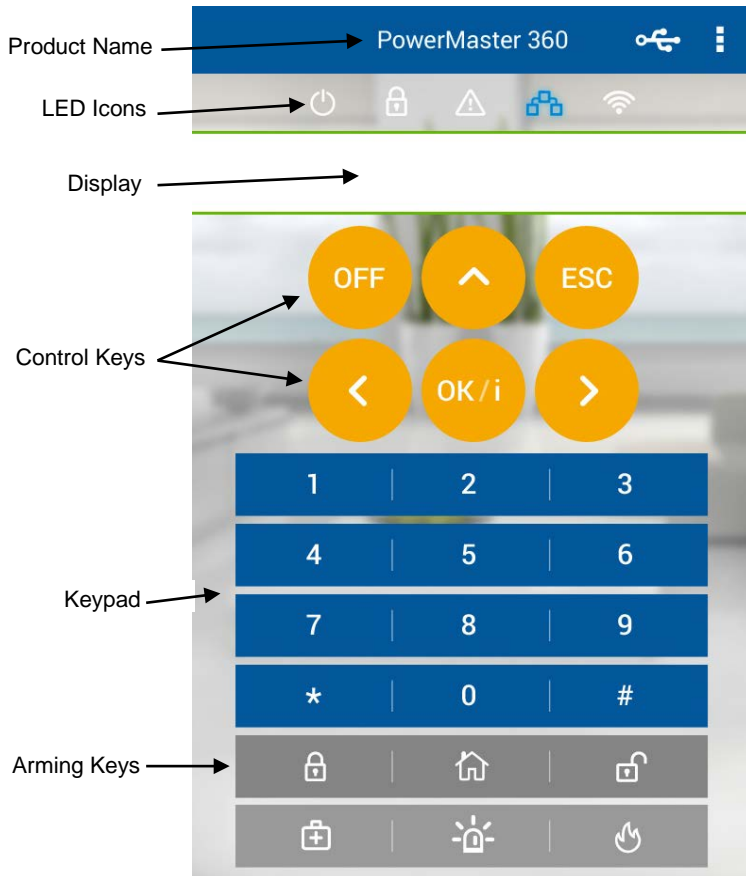 Product Name
PowerMaster 360
LED Icons
Display
OFF
ESC
Control Keys
OK/i
1 2 3
4 5 6
Keypad
7 8 9
* 0 #
Arming Keys